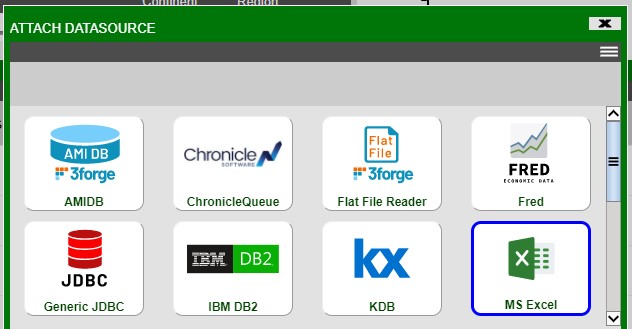 Continent Region
ATTACH DATASOURCE
AMI DB
3forge
AMIDB
Chronicle
SOFTWARE
ChronicleQueue
Flat
File
3forge
Flat File Reader
FRED
ECONOMIC DATA
Fred
JDBC
Generic JDBC
IBM DB2.
IBM DB2
kx
KDB
X
MS Excel